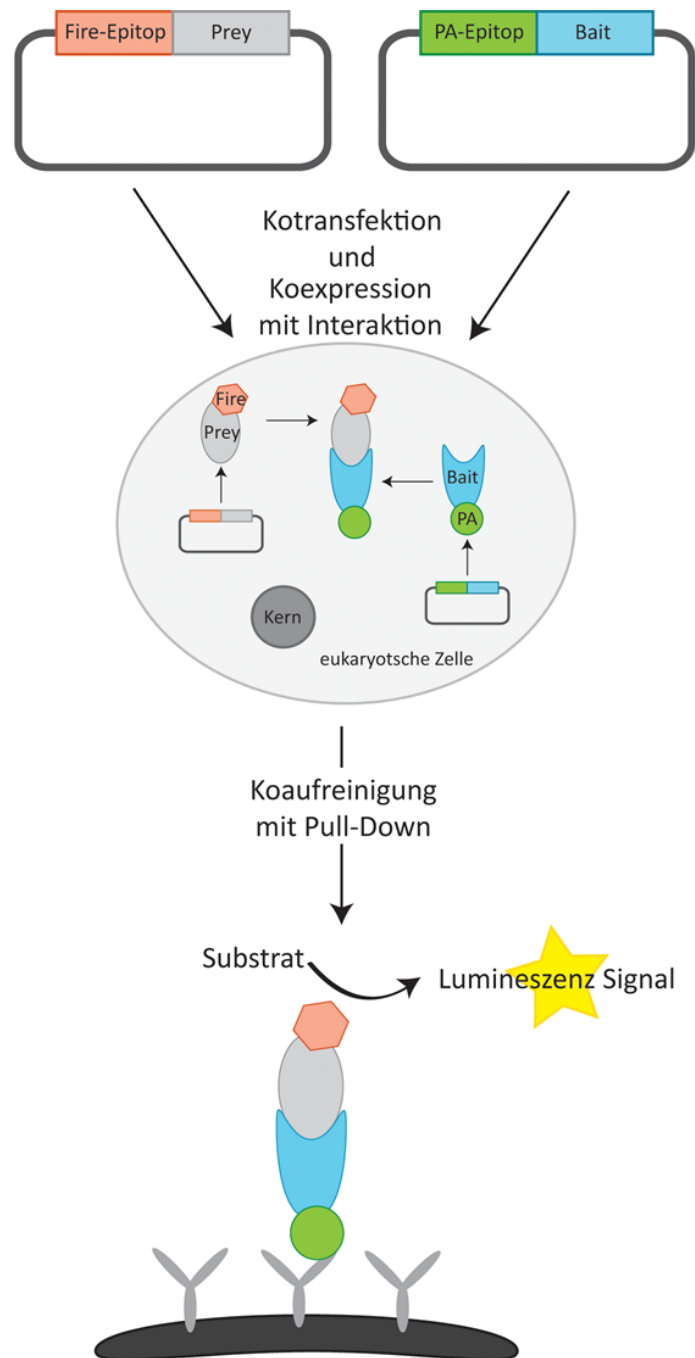 Fire-Epitop Prey
PA-Epitop Bait
Kotransfektion
und
Koexpression
mit Interaktion
Fire
Prey
Bait
PA
Kern
eukaryotsche Zelle
Koaufreinigung
mit Pull-Down
Substrat
Lumineszenz Signal